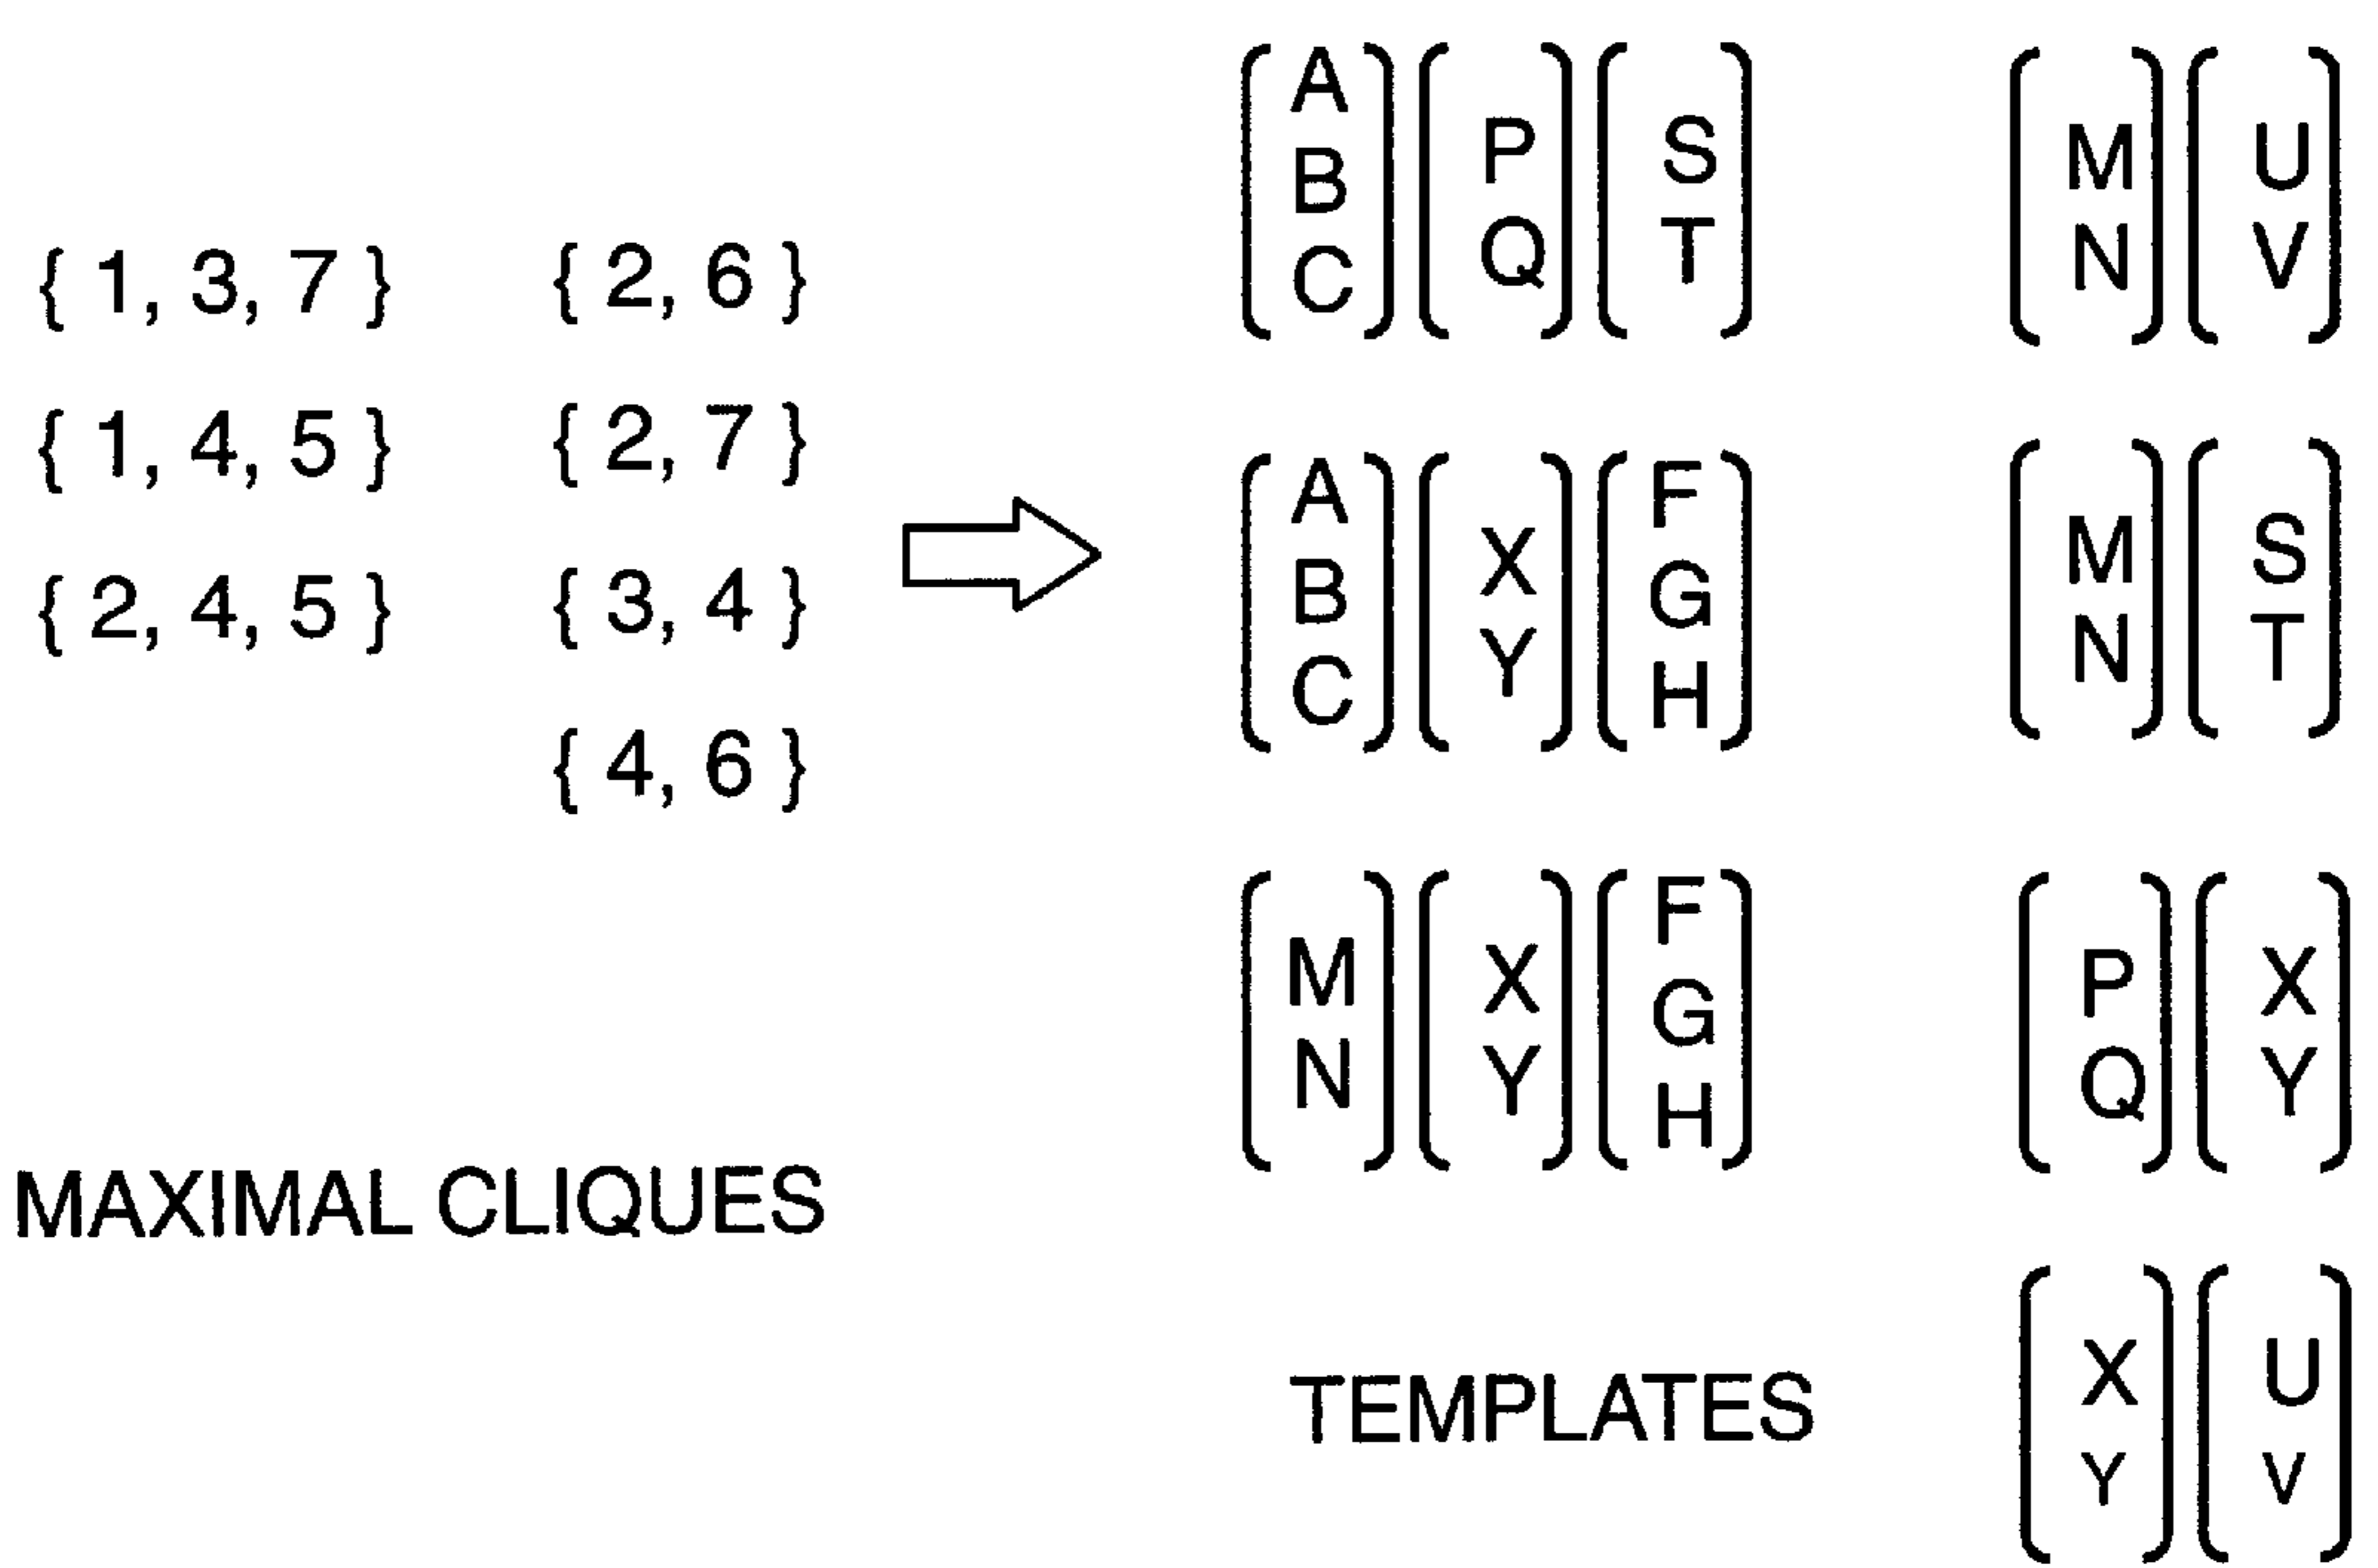 { 1, 3, 7 }
{ 1, 4, 5 }
{ 2, 4, 5 }
{ 2, 6 }
{ 2, 7 }
{ 3, 4 }
{ 4, 6 }
MAXIMAL CLIQUES
A P S
B Q T
C
A X F
B Y G
C H
M X F
N Y G
H
M U
N V
M S
N T
P X
Q Y
X U
Y V
TEMPLATES